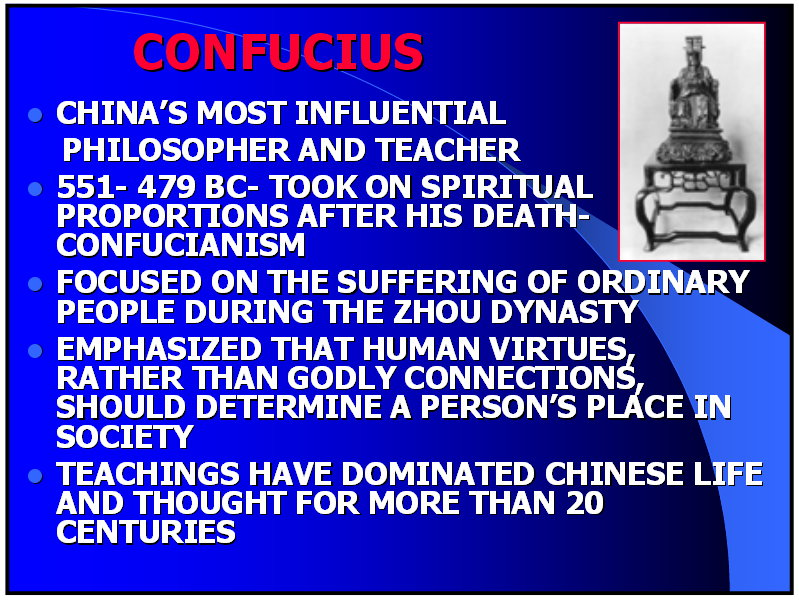 CONFUCIUS
CHINA’S MOST INFLUENTIAL
PHILOSOPHER AND TEACHER
551- 479 BC- TOOK ON SPIRITUAL
PROPORTIONS AFTER HIS DEATH-
CONFUCIANISM
FOCUSED ON THE SUFFERING OF ORDINARY
PEOPLE DURING THE ZHOU DYNASTY
EMPHASIZED THAT HUMAN VIRTUES,
RATHER THAN GODLY CONNECTIONS,
SHOULD DETERMINE A PERSON’S PLACE IN
SOCIETY
TEACHINGS HAVE DOMINATED CHINESE LIFE
AND THOUGHT FOR MORE THAN 20
CENTURIES